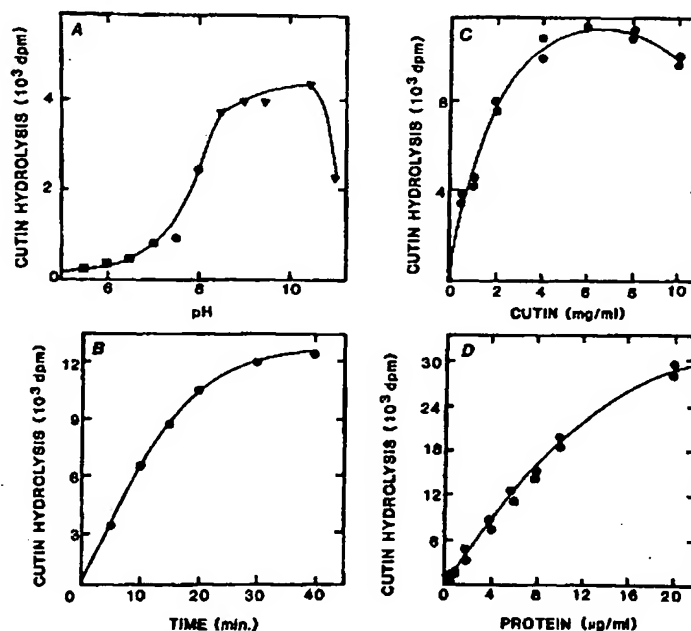 A
CUTIN HYDROLYSIS (10³ dpm)
4
2
0
6
8
10
pH
B
CUTIN HYDROLYSIS (10³ dpm)
12
9
6
3
0
10
20
30
40
TIME (min.)
C
CUTIN HYDROLYSIS (10³ dpm)
8
4
0
2
4
6
8
10
CUTIN (mg/ml)
D
CUTIN HYDROLYSIS (10³ dpm)
30
24
18
12
6
0
4
8
12
16
20
PROTEIN (µg/ml)